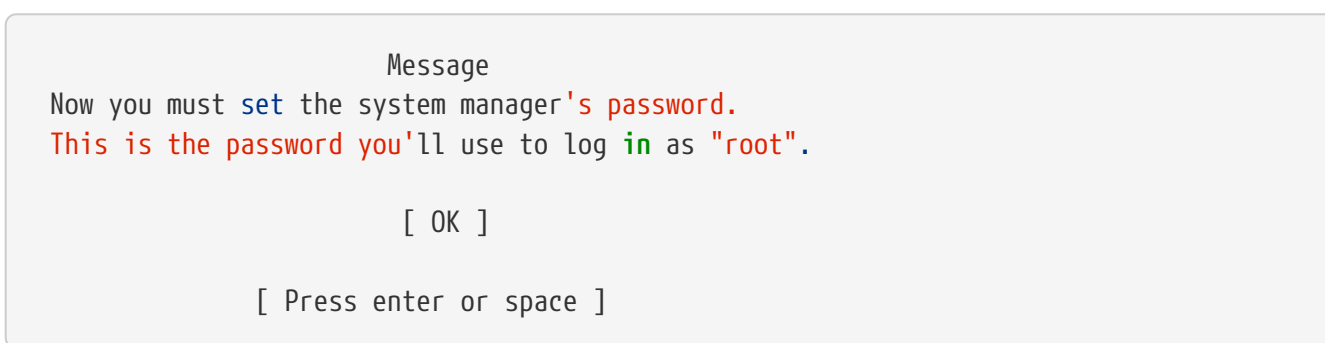 Message
Now you must set the system manager's password.
This is the password you'll use to log in as "root".
[ OK ]
[ Press enter or space ]